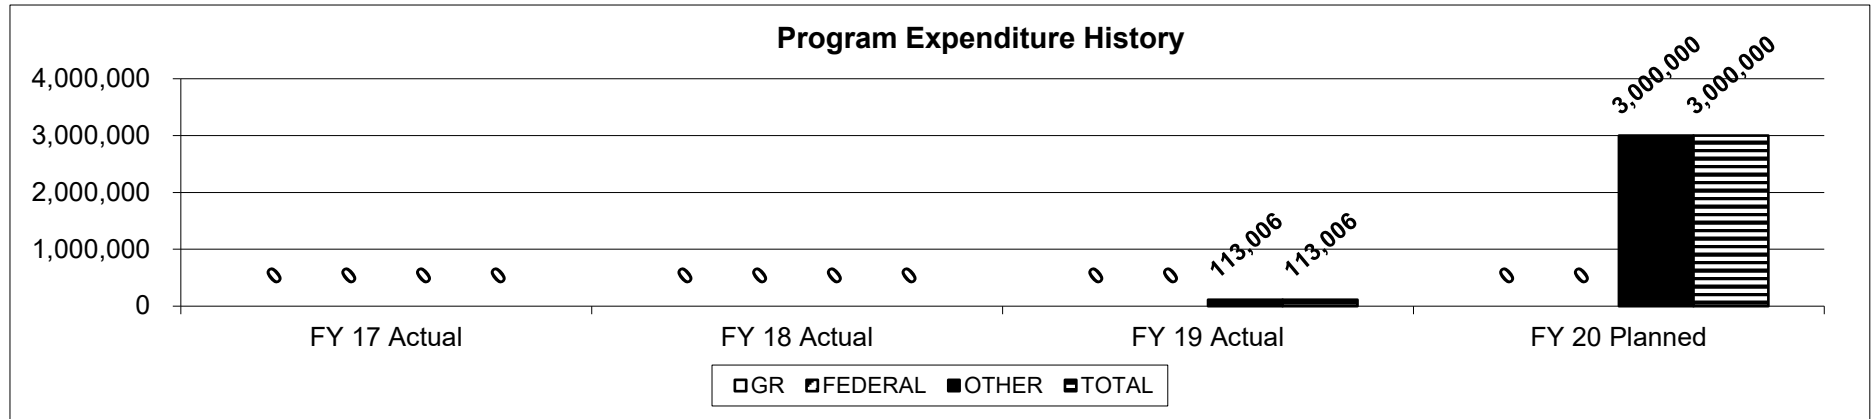 Program Expenditure History
4,000,000
3,000,000
2,000,000
1,000,000
0
0 0 0 0
0 0 0 0
0 0 113,006 113,006
0 0 3,000,000 3,000,000
FY 17 Actual FY 18 Actual FY 19 Actual FY 20 Planned
GR FEDERAL OTHER TOTAL